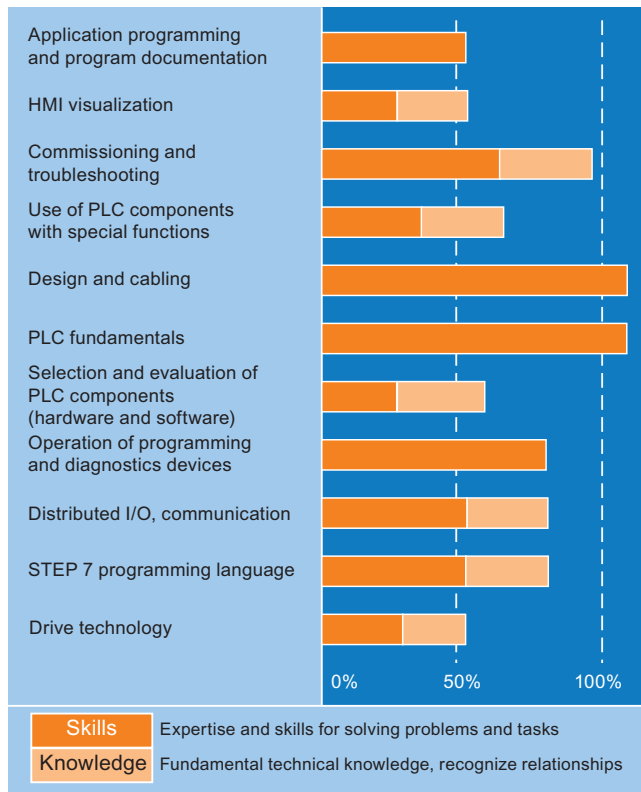 Application programming
and program documentation
HMI visualization
Commissioning and
troubleshooting
Use of PLC components
with special functions
Design and cabling
PLC fundamentals
Selection and evaluation of
PLC components
(hardware and software)
Operation of programming
and diagnostics devices
Distributed I/O, communication
STEP 7 programming language
Drive technology
0% 50% 100%
Skills Expertise and skills for solving problems and tasks
Knowledge Fundamental technical knowledge, recognize relationships